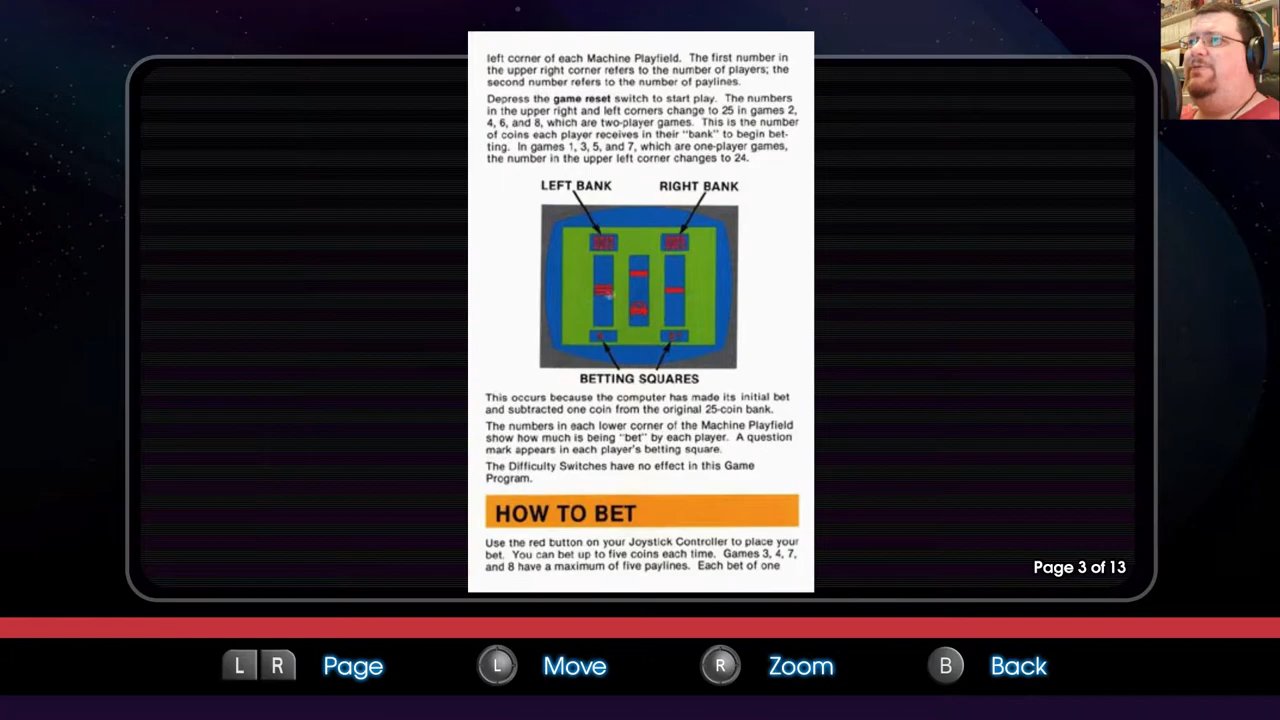 left corner of each Machine Playfield. The first number in
the upper right corner refers to the number of players; the
second number refers to the number of paylines.
Depress the game reset switch to start play. The numbers
in the upper right and left corners change to 25 in games 2,
4, 6, and 8, which are two-player games. This is the number
of coins each player receives in their "bank" to begin bet-
ting. In games 1, 3, 5, and 7, which are one-player games,
the number in the upper left corner changes to 24.
LEFT BANK RIGHT BANK
BETTING SQUARES
This occurs because the computer has made its initial bet
and subtracted one coin from the original 25-coin bank.
The numbers in each lower corner of the Machine Playfield
show how much is being "bet" by each player. A question
mark appears in each player's betting square.
The Difficulty Switches have no effect in this Game
Program.
HOW TO BET
Use the red button on your Joystick Controller to place your
bet. You can bet up to five coins each time. Games 3, 4, 7,
and 8 have a maximum of five paylines. Each bet of one
Page 3 of 13
L R Page L Move R Zoom B Back